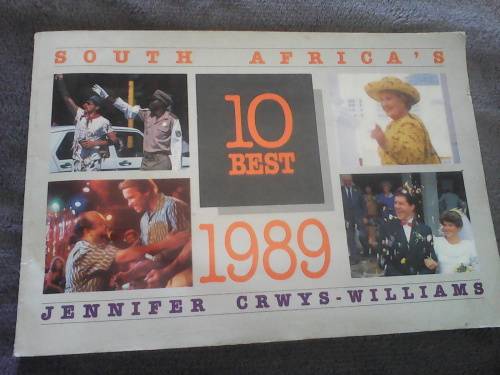 SOUTH AFRICA'S
10
BEST
1989
JENNIFER CRWYS-WILLIAMS